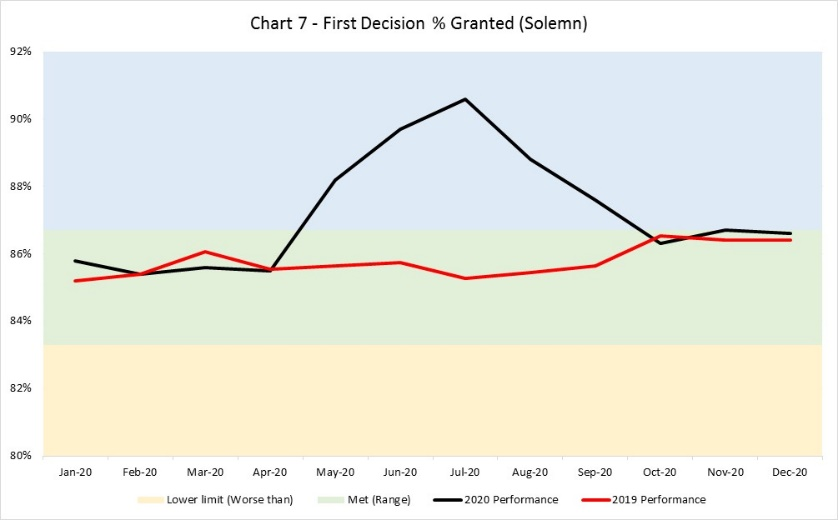 Chart 7 - First Decision % Granted (Solemn)
92%
90%
88%
86%
84%
82%
80%
Jan-20 Feb-20 Mar-20 Apr-20 May-20 Jun-20 Jul-20 Aug-20 Sep-20 Oct-20 Nov-20 Dec-20
Lower limit (Worse than) Met (Range) 2020 Performance 2019 Performance